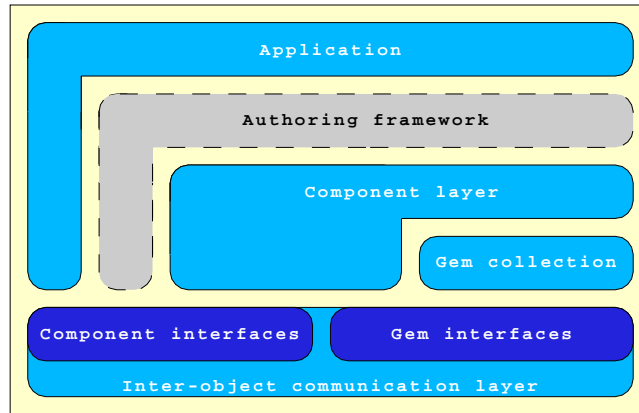 Application
Authoring framework
Component layer
Gem collection
Component interfaces
Gem interfaces
Inter-object communication layer